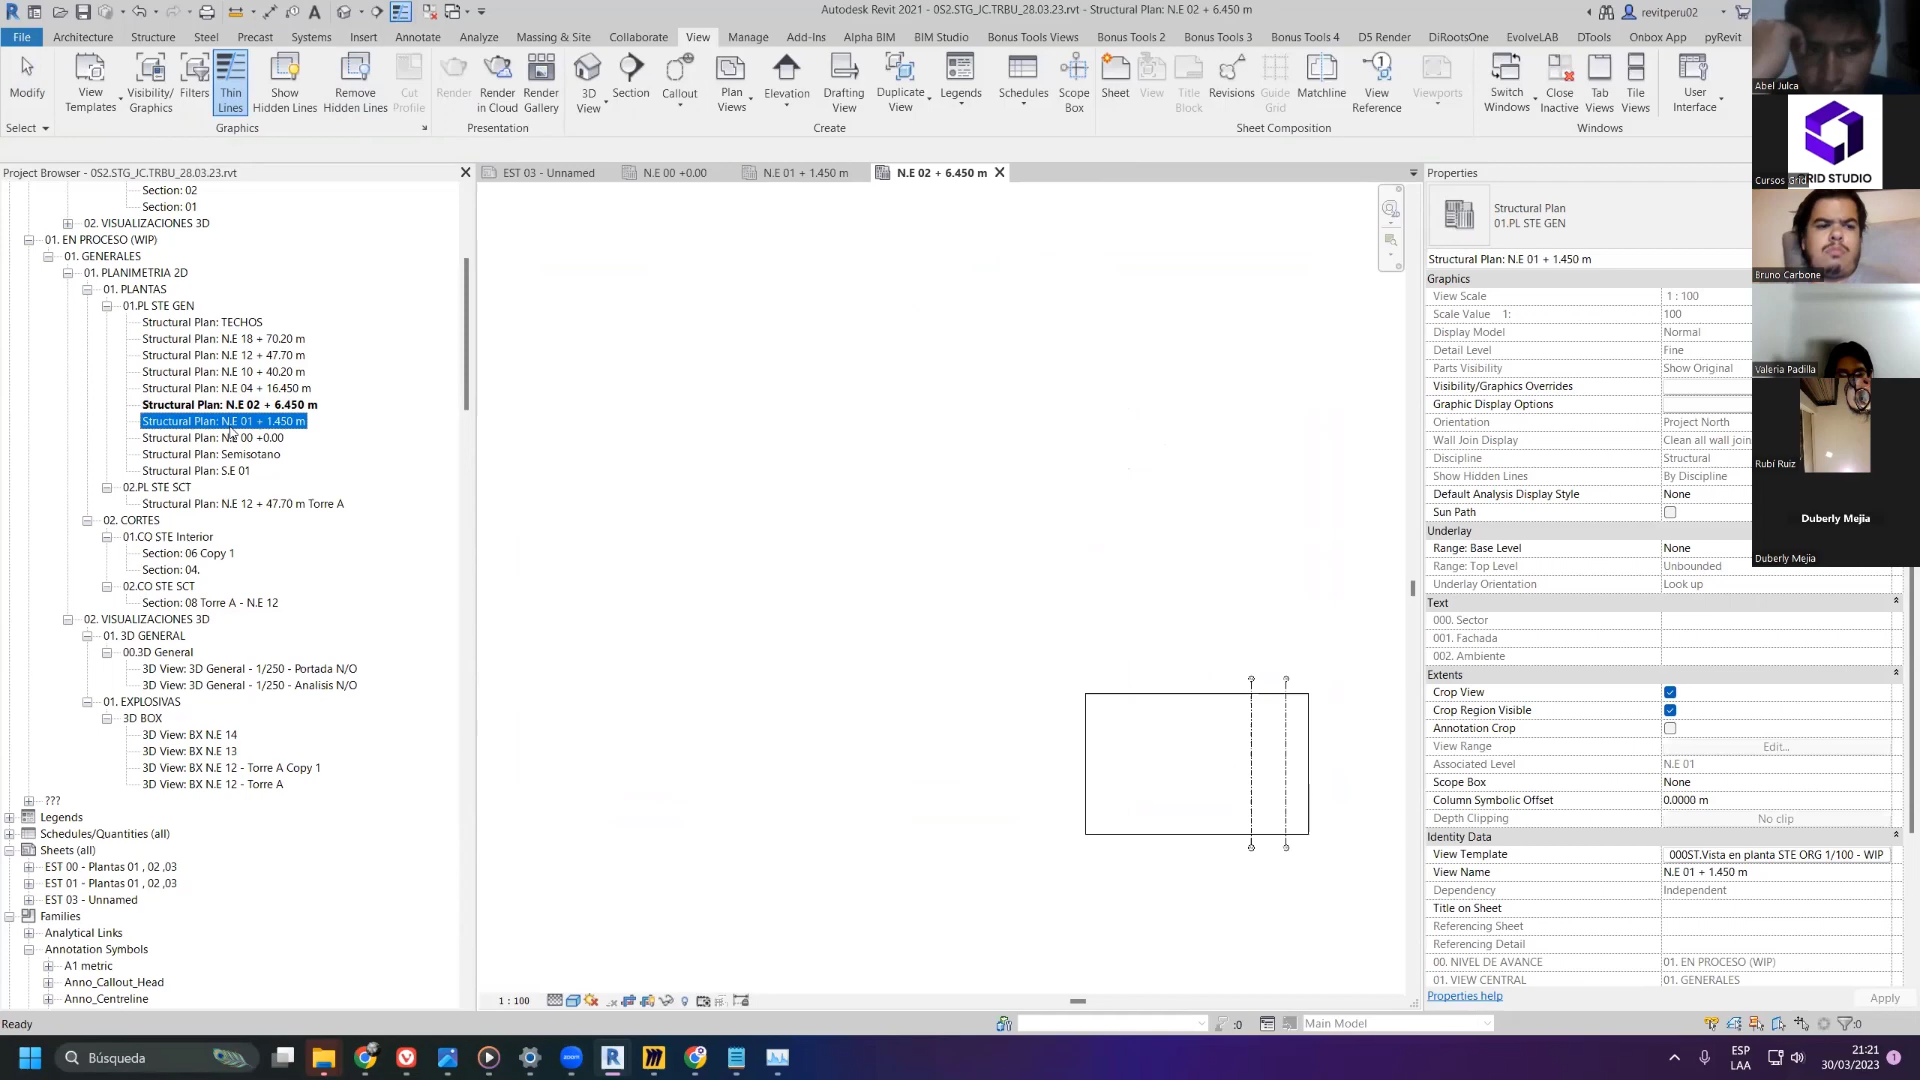 Autodesk Revit 2021 - 0S2.STG_JC.TRBU_28.03.23.rvt - Structural Plan: N.E 02 + 6.450 m
revitperu02
File Architecture Structure Steel Precast Systems Insert Annotate Analyze Massing & Site Collaborate View Manage Add-Ins Alpha BIM BIM Studio Bonus Tools Views Bonus Tools 2 Bonus Tools 3 Bonus Tools 4 D5 Render DiRootsOne EvolveLAB DTools Onbox App pyRevit
Modify
View Templates
Visibility/ Graphics
Filters
Thin Lines
Show Hidden Lines
Remove Hidden Lines
Cut Profile
Render
Render in Cloud
Render Gallery
3D View
Section
Callout
Plan Views
Elevation
Drafting View
Duplicate View
Legends
Schedules
Scope Box
Sheet
View
Title Block
Revisions
Guide Grid
Matchline
View Reference
Viewports
Switch Windows
Close Inactive
Tab Views
Tile Views
User Interface
Select Graphics Presentation Create Sheet Composition Windows
Project Browser - 0S2.STG_JC.TRBU_28.03.23.rvt
Section: 02
Section: 01
02. VISUALIZACIONES 3D
01. EN PROCESO (WIP)
01. GENERALES
01. PLANIMETRIA 2D
01. PLANTAS
01.PL STE GEN
Structural Plan: TECHOS
Structural Plan: N.E 18 + 70.20 m
Structural Plan: N.E 12 + 47.70 m
Structural Plan: N.E 10 + 40.20 m
Structural Plan: N.E 04 + 16.450 m
Structural Plan: N.E 02 + 6.450 m
Structural Plan: N.E 01 + 1.450 m
Structural Plan: N.E 00 +0.00
Structural Plan: Semisotano
Structural Plan: S.E 01
02.PL STE SCT
Structural Plan: N.E 12 + 47.70 m Torre A
02. CORTES
01.CO STE Interior
Section: 06 Copy 1
Section: 04.
02.CO STE SCT
Section: 08 Torre A - N.E 12
02. VISUALIZACIONES 3D
01. 3D GENERAL
00.3D General
3D View: 3D General - 1/250 - Portada N/O
3D View: 3D General - 1/250 - Analisis N/O
01. EXPLOSIVAS
3D BOX
3D View: BX N.E 14
3D View: BX N.E 13
3D View: BX N.E 12 - Torre A Copy 1
3D View: BX N.E 12 - Torre A
???
Legends
Schedules/Quantities (all)
Sheets (all)
EST 00 - Plantas 01 , 02 ,03
EST 01 - Plantas 01 , 02 ,03
EST 03 - Unnamed
Families
Analytical Links
Annotation Symbols
A1 metric
Anno_Callout_Head
Anno_Centreline
EST 03 - Unnamed N.E 00 +0.00 N.E 01 + 1.450 m N.E 02 + 6.450 m
1 : 100
Properties
Structural Plan
01.PL STE GEN
Structural Plan: N.E 01 + 1.450 m
Graphics
View Scale 1 : 100
Scale Value 1: 100
Display Model Normal
Detail Level Fine
Parts Visibility Show Original
Visibility/Graphics Overrides
Graphic Display Options
Orientation Project North
Wall Join Display Clean all wall join
Discipline Structural
Show Hidden Lines By Discipline
Default Analysis Display Style None
Sun Path
Underlay
Range: Base Level None
Range: Top Level Unbounded
Underlay Orientation Look up
Text
000. Sector
001. Fachada
002. Ambiente
Extents
Crop View
Crop Region Visible
Annotation Crop
View Range Edit...
Associated Level N.E 01
Scope Box None
Column Symbolic Offset 0.0000 m
Depth Clipping No clip
Identity Data
View Template 000ST.Vista en planta STE ORG 1/100 - WIP
View Name N.E 01 + 1.450 m
Dependency Independent
Title on Sheet
Referencing Sheet
Referencing Detail
00. NIVEL DE AVANCE 01. EN PROCESO (WIP)
01. VIEW CENTRAL 01. GENERALES
Properties help Apply
Abel Julca
GRID STUDIO
Cursos Grid
Bruno Carbone
Valeria Padilla
Rubí Ruiz
Duberly Mejia
Duberly Mejia
Ready :0 Main Model :0
Búsqueda
ESP
LAA
21:21
30/03/2023
1